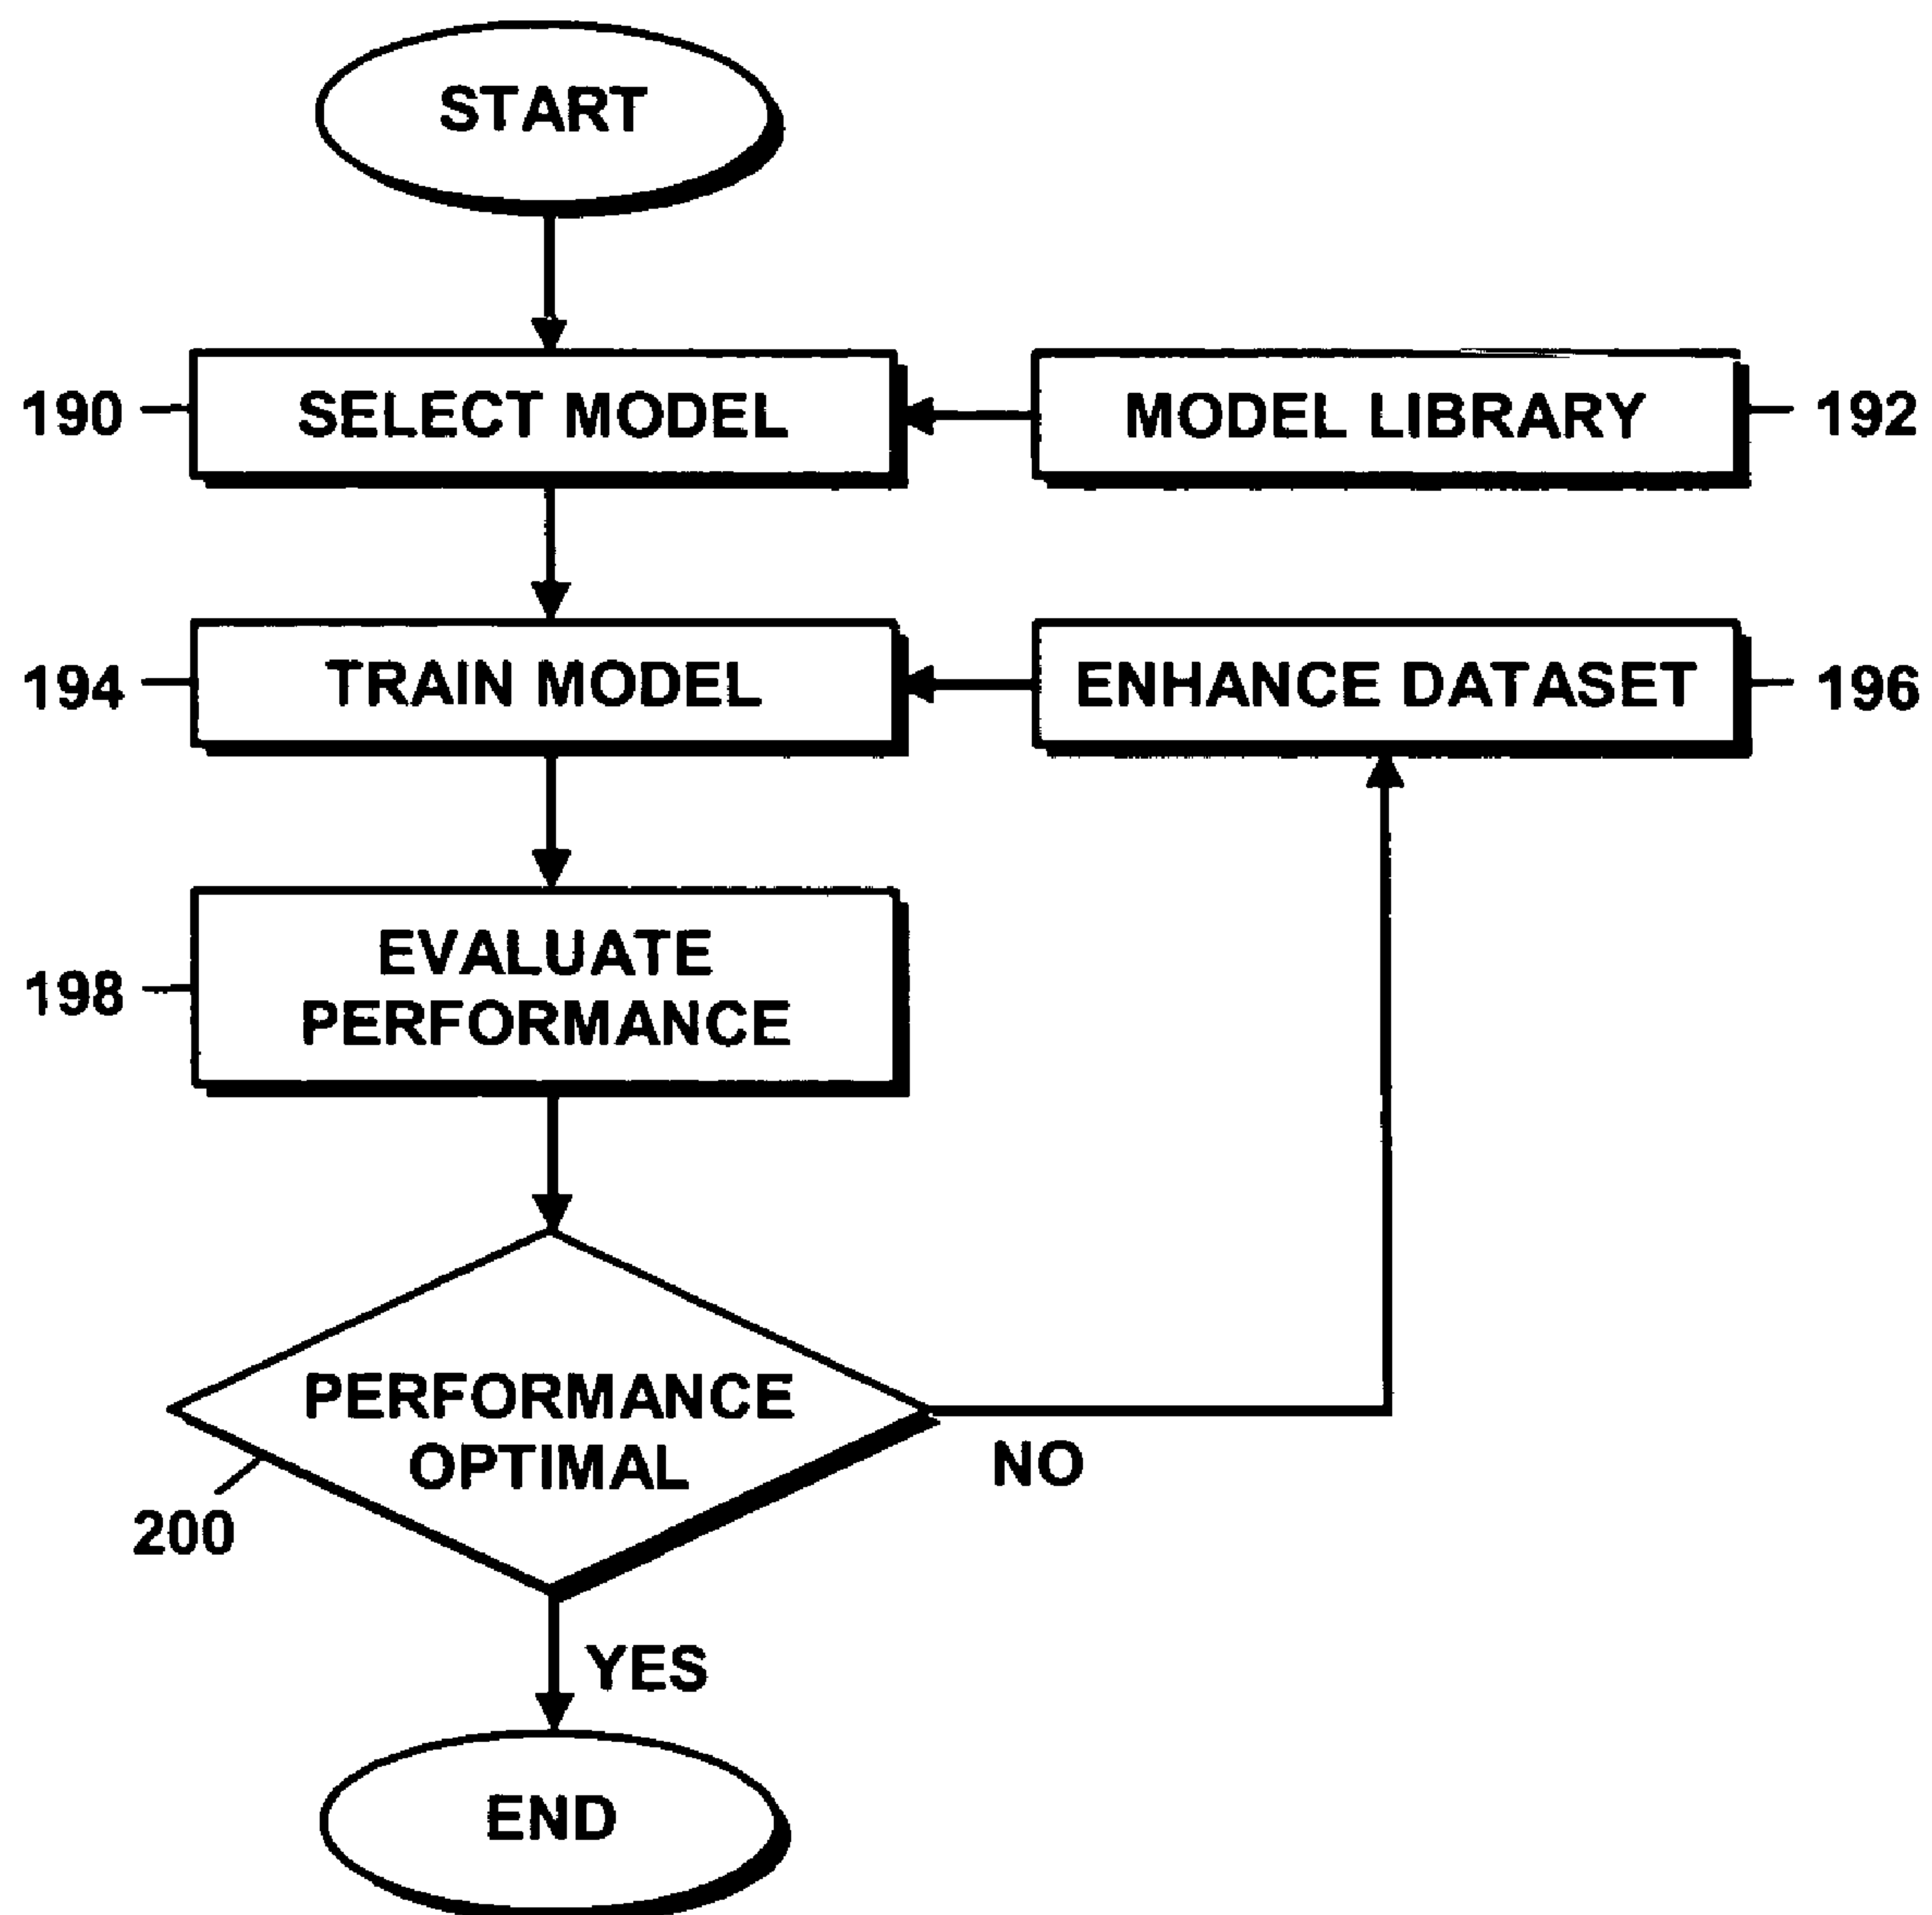 START
190
SELECT MODEL
MODEL LIBRARY
192
194
TRAIN MODEL
ENHANCE DATASET
196
198
EVALUATE
PERFORMANCE
PERFORMANCE
OPTIMAL
NO
200
YES
END